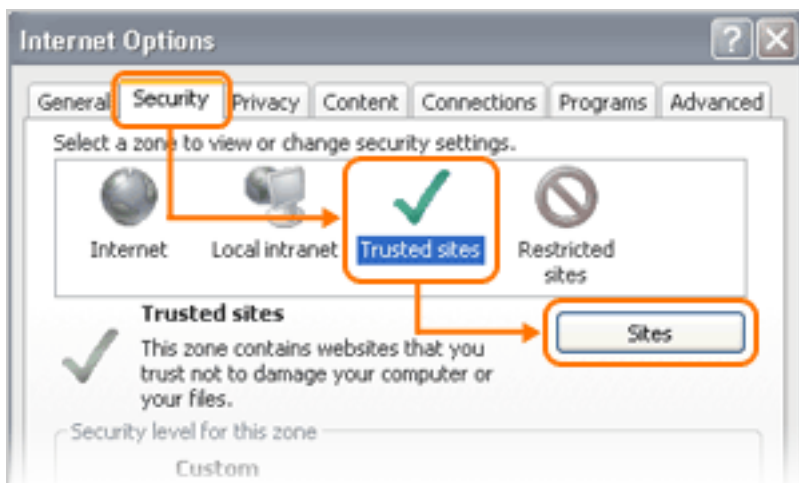 Internet Options
General Security Privacy Content Connections Programs Advanced
Select a zone to view or change security settings.
Internet Local intranet Trusted sites Restricted
sites
Trusted sites
Sites
This zone contains websites that you
trust not to damage your computer or
your files.
Security level for this zone
Custom